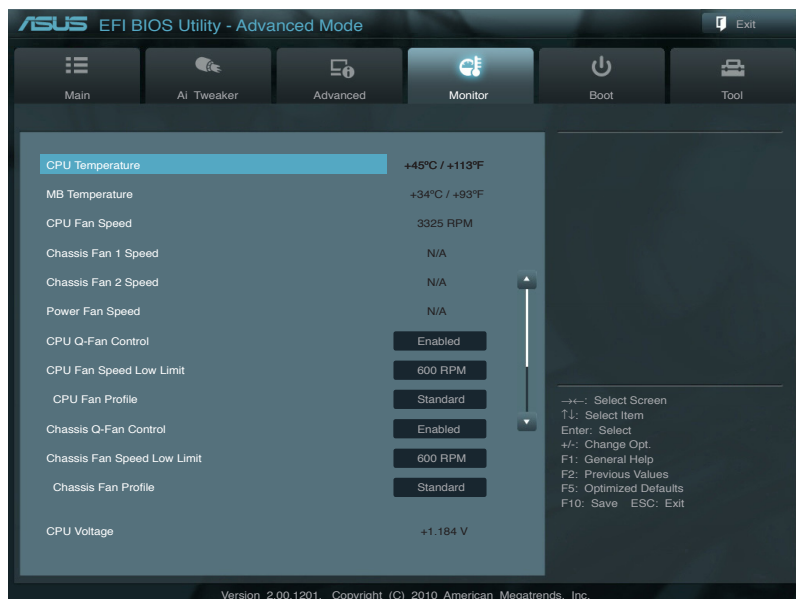 ASUS EFI BIOS Utility - Advanced Mode
Exit
Main
Ai Tweaker
Advanced
Monitor
Boot
Tool
CPU Temperature +45ºC / +113ºF
MB Temperature +34ºC / +93ºF
CPU Fan Speed 3325 RPM
Chassis Fan 1 Speed N/A
Chassis Fan 2 Speed N/A
Power Fan Speed N/A
CPU Q-Fan Control Enabled
CPU Fan Speed Low Limit 600 RPM
CPU Fan Profile Standard
Chassis Q-Fan Control Enabled
Chassis Fan Speed Low Limit 600 RPM
Chassis Fan Profile Standard
CPU Voltage +1.184 V
→←: Select Screen
↑↓: Select Item
Enter: Select
+/-: Change Opt.
F1: General Help
F2: Previous Values
F5: Optimized Defaults
F10: Save ESC: Exit
Version 2.00.1201. Copyright (C) 2010 American Megatrends, Inc.